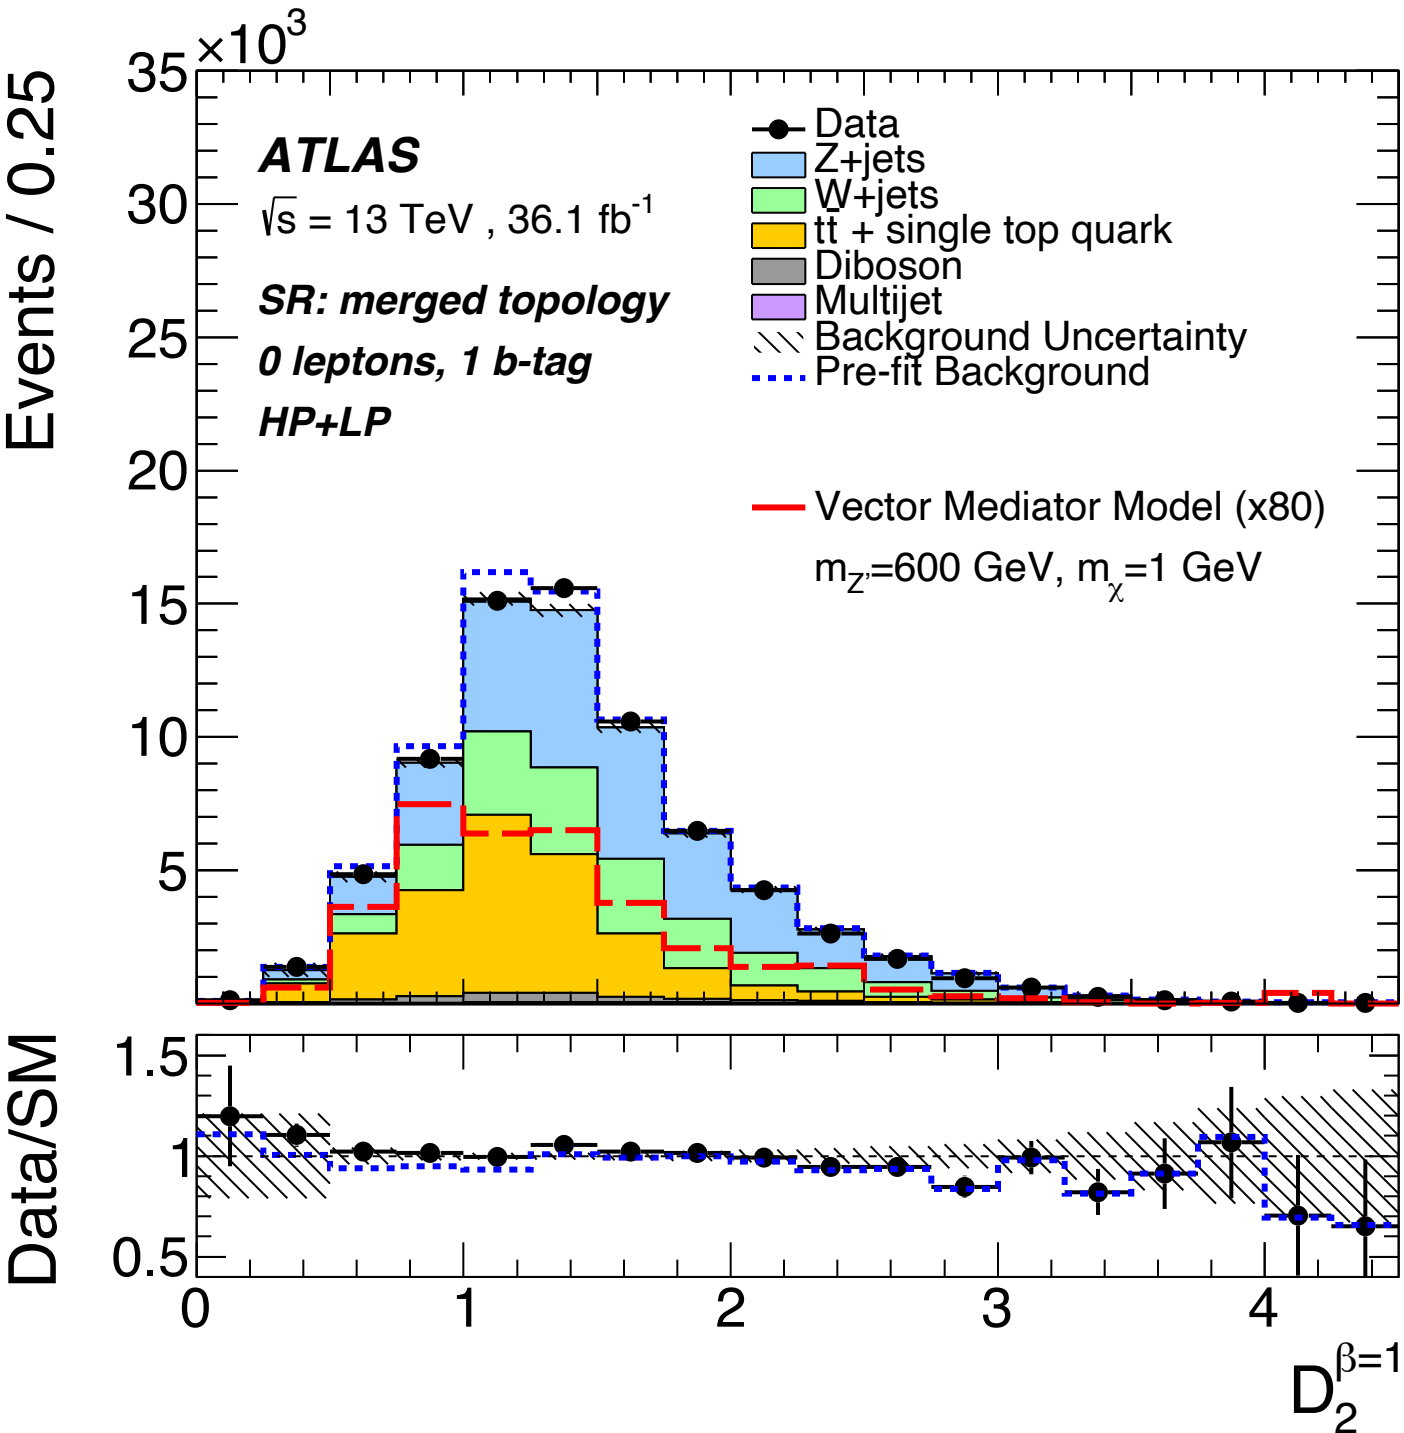 ×10³
35
30
25
20
15
10
5
Events / 0.25
ATLAS
√s = 13 TeV , 36.1 fb⁻¹
SR: merged topology
0 leptons, 1 b-tag
HP+LP
Data
Z+jets
W+jets
tt̄ + single top quark
Diboson
Multijet
Background Uncertainty
Pre-fit Background
Vector Mediator Model (x80)
m_Z'=600 GeV, m_χ=1 GeV
Data/SM
1.5
1
0.5
0 1 2 3 4
D₂^β=1